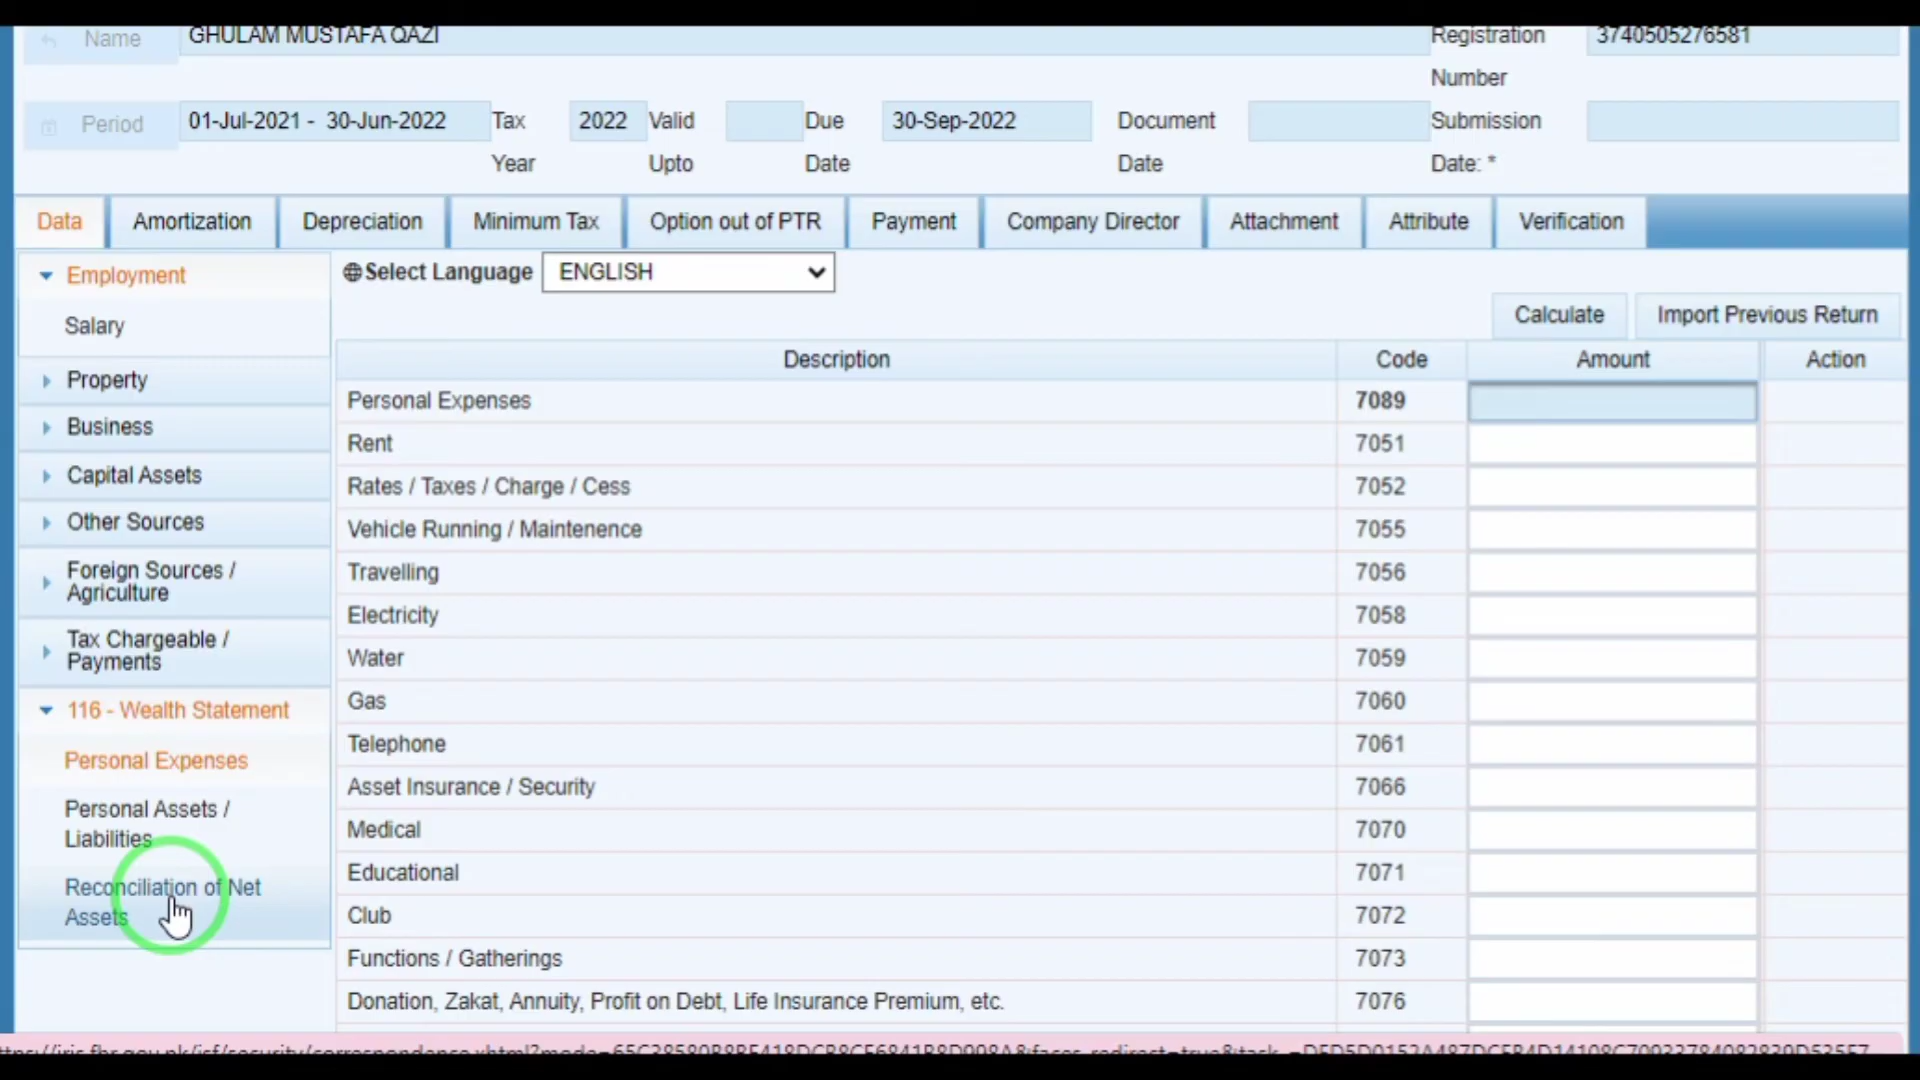 Name GHULAM MUSTAFA QAZI Registration 3740505276581
Number
Period 01-Jul-2021 - 30-Jun-2022 Tax 2022 Valid Due 30-Sep-2022 Document Submission
Year Upto Date Date Date: *
Data Amortization Depreciation Minimum Tax Option out of PTR Payment Company Director Attachment Attribute Verification
Employment
Salary
Property
Business
Capital Assets
Other Sources
Foreign Sources /
Agriculture
Tax Chargeable /
Payments
116 - Wealth Statement
Personal Expenses
Personal Assets /
Liabilities
Reconciliation of Net
Assets
Select Language ENGLISH
Calculate Import Previous Return
Description Code Amount Action
Personal Expenses 7089
Rent 7051
Rates / Taxes / Charge / Cess 7052
Vehicle Running / Maintenence 7055
Travelling 7056
Electricity 7058
Water 7059
Gas 7060
Telephone 7061
Asset Insurance / Security 7066
Medical 7070
Educational 7071
Club 7072
Functions / Gatherings 7073
Donation, Zakat, Annuity, Profit on Debt, Life Insurance Premium, etc. 7076